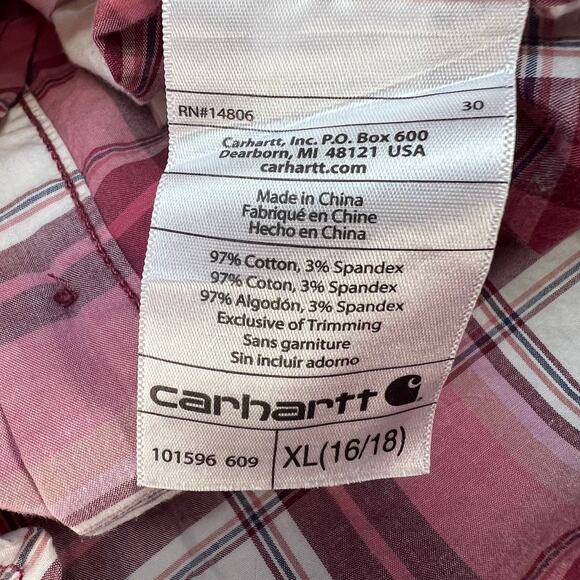 RN#14806 30
Carhartt, Inc. P.O. Box 600
Dearborn, MI 48121 USA
carhartt.com
Made in China
Fabriqué en Chine
Hecho en China
97% Cotton, 3% Spandex
97% Coton, 3% Spandex
97% Algodón, 3% Spandex
Exclusive of Trimming
Sans garniture
Sin incluir adorno
carhartt
101596 609 XL(16/18)